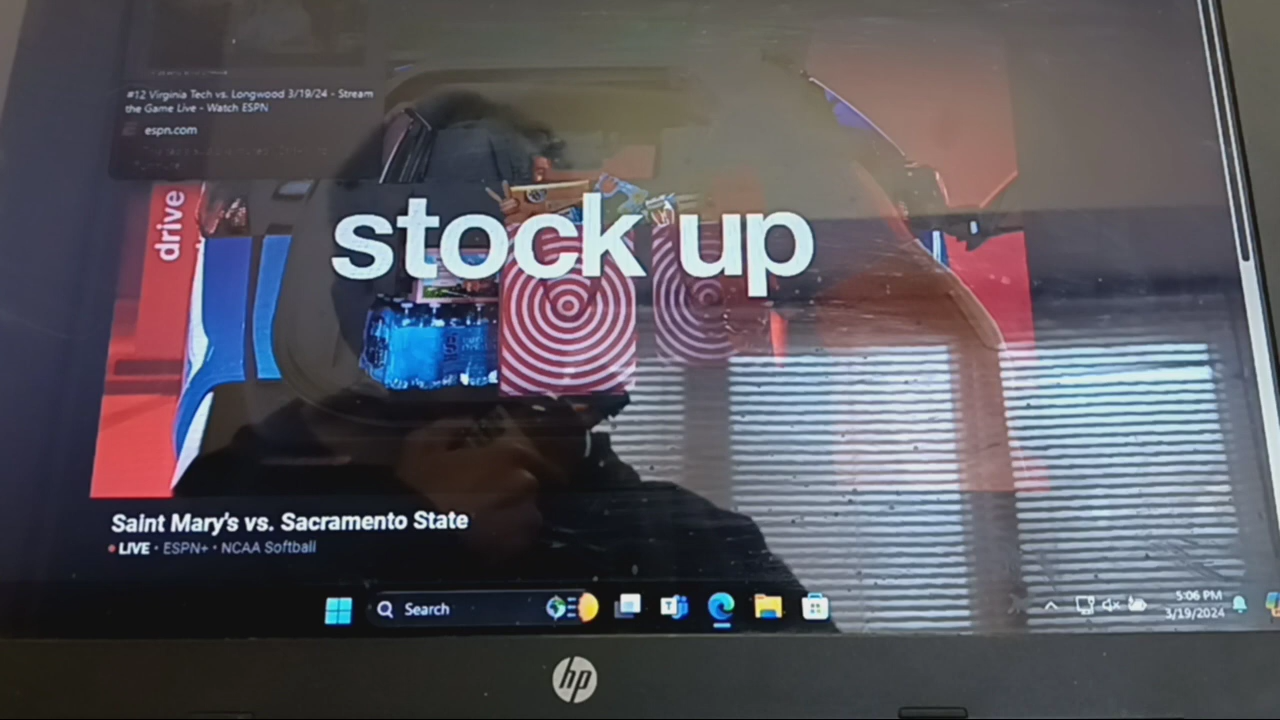 #12 Virginia Tech vs. Longwood 3/19/24 - Stream
the Game Live - Watch ESPN
espn.com
drive
stock up
Saint Mary's vs. Sacramento State
LIVE • ESPN+ • NCAA Softball
Search
5:06 PM
3/19/2024
hp